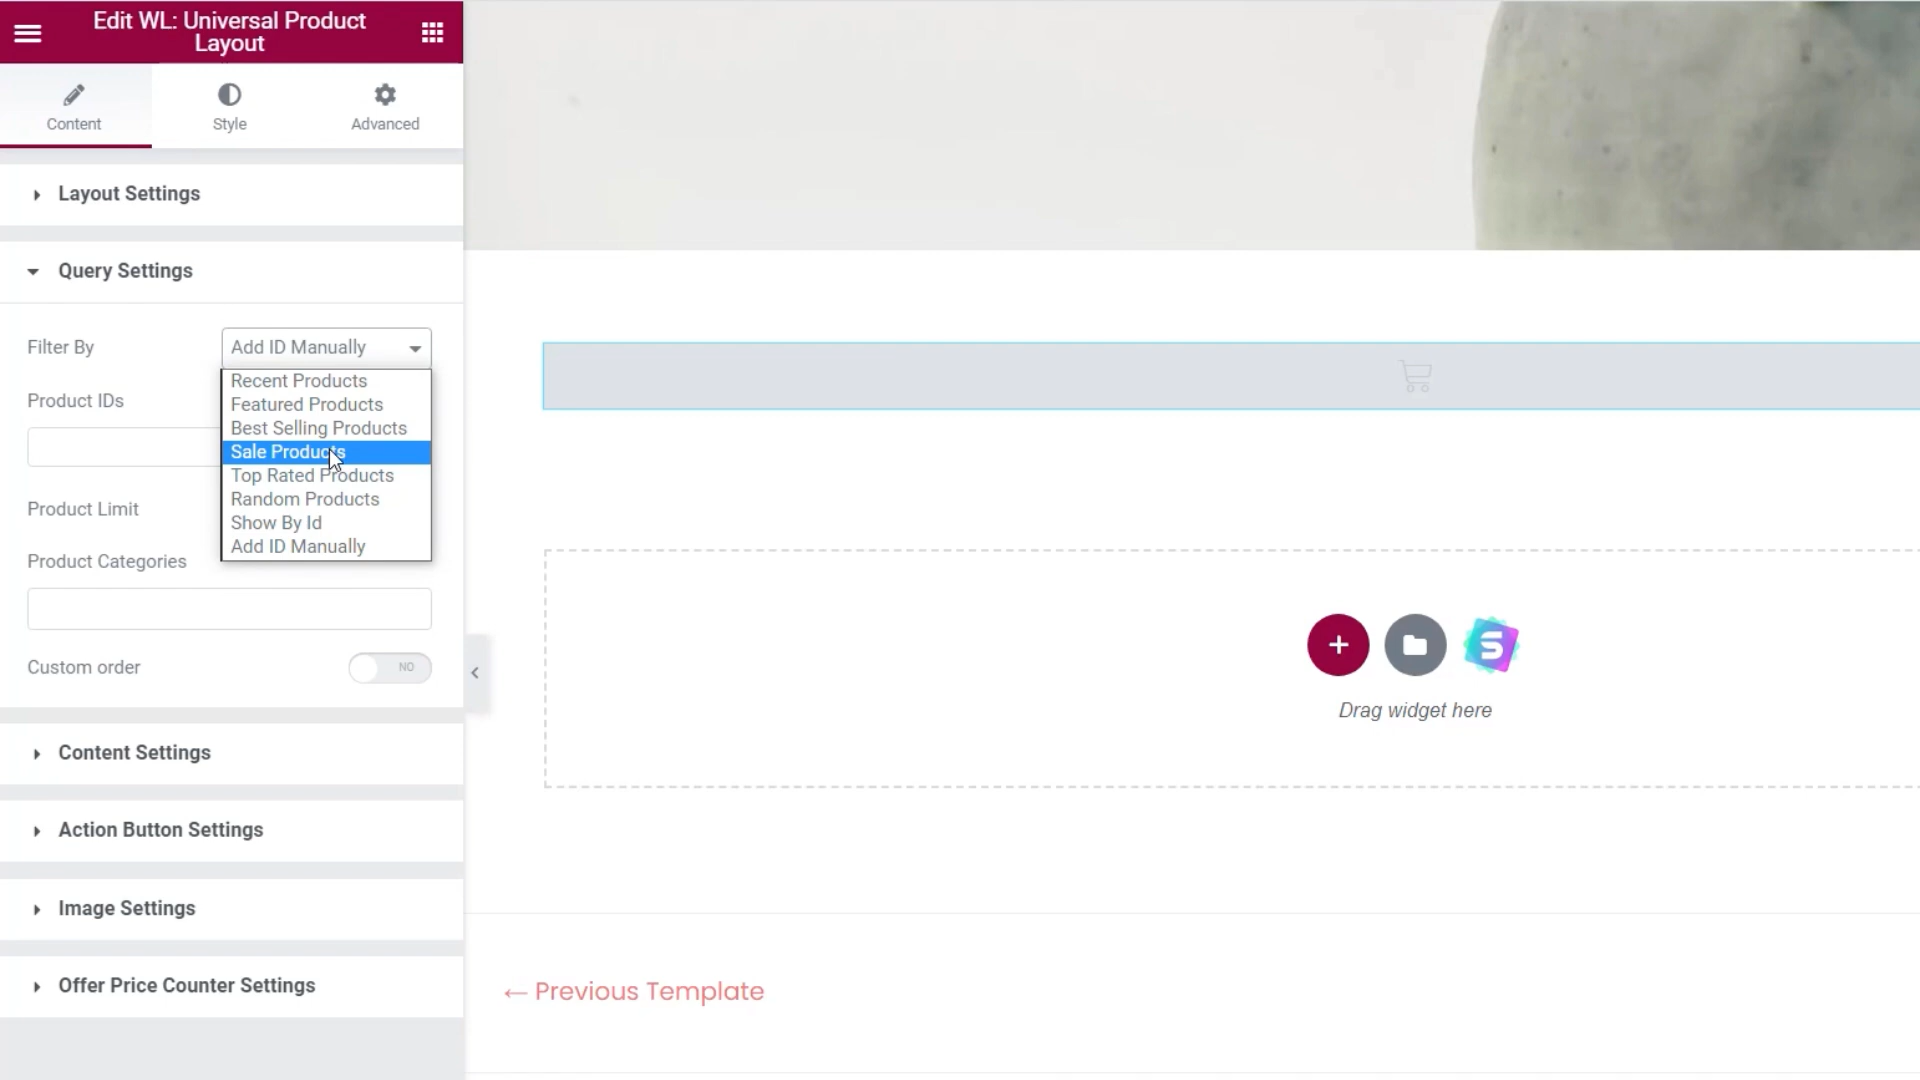 Edit WL: Universal Product
Layout
Content
Style
Advanced
Layout Settings
Query Settings
Filter By
Add ID Manually
Recent Products
Featured Products
Best Selling Products
Sale Products
Top Rated Products
Random Products
Show By Id
Add ID Manually
Product IDs
Product Limit
Product Categories
Custom order
NO
Content Settings
Action Button Settings
Image Settings
Offer Price Counter Settings
Drag widget here
← Previous Template